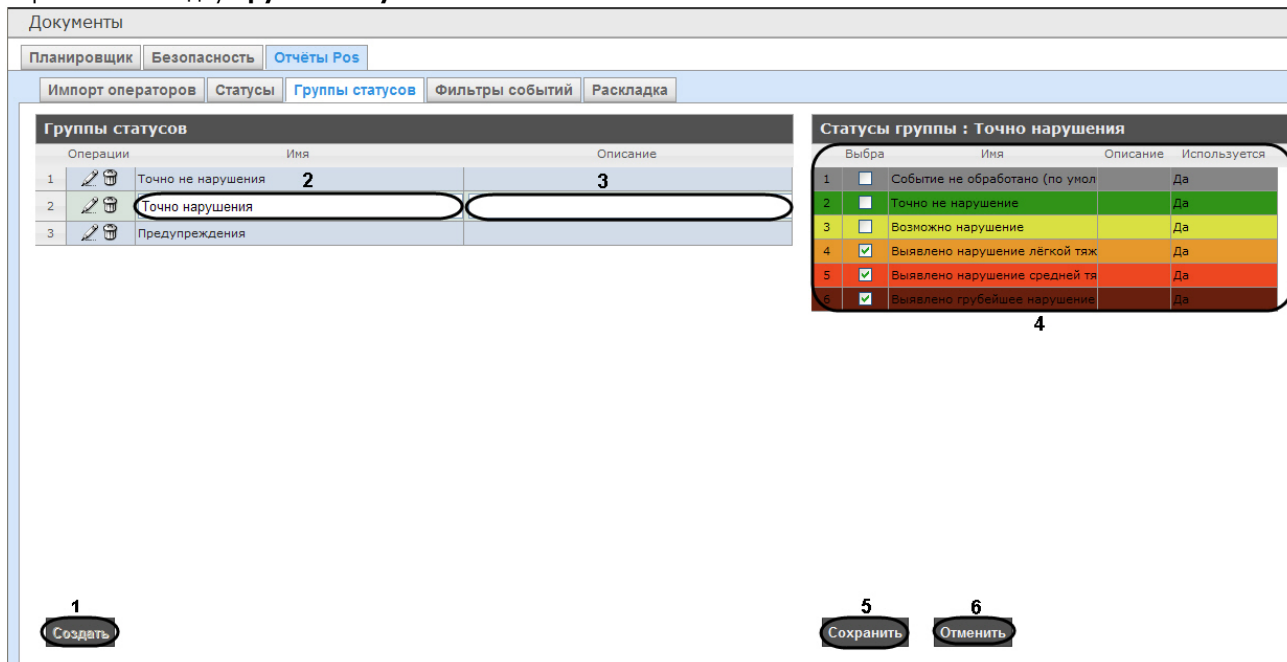 Документы
Планировщик Безопасность Отчёты Pos
Импорт операторов Статусы Группы статусов Фильтры событий Раскладка
Группы статусов
Операции Имя Описание
1 Точно не нарушения 2 3
2 Точно нарушения
3 Предупреждения
Статусы группы : Точно нарушения
Выбра Имя Описание Используется
1 Событие не обработано (по умол Да
2 Точно не нарушение Да
3 Возможно нарушение Да
4 Выявлено нарушение лёгкой тяж Да
5 Выявлено нарушение средней тя Да
6 Выявлено грубейшее нарушение Да
4
1 5 6
Создать Сохранить Отменить